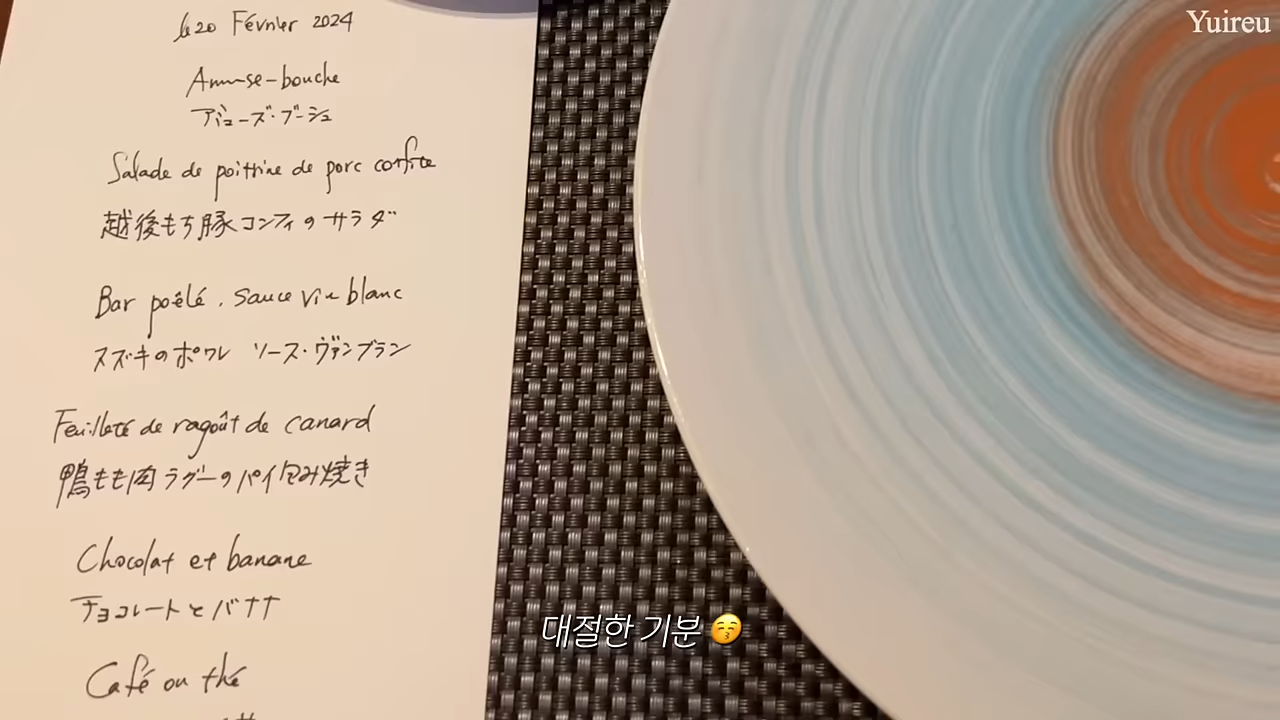 le 20 Février 2024
Amuse-bouche
アミューズ・ブーシュ
Salade de poitrine de porc confite
越後もち豚コンフィのサラダ
Bar poêlé, sauce vin blanc
スズキのポワレ ソース・ヴァンブラン
Feuilleté de ragoût de canard
鴨もも肉ラグーのパイ包み焼き
Chocolat et banane
チョコレートとバナナ
Café ou thé
대절한 기분 😚
Yuireu